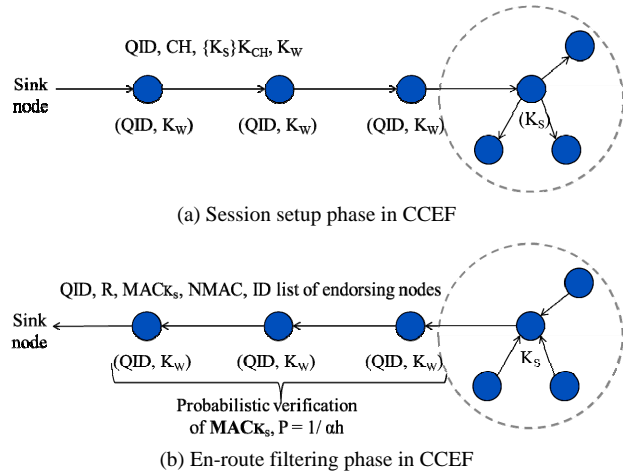 QID, CH, {K_S}K_CH, K_W
Sink
node
(QID, K_W) (QID, K_W) (QID, K_W) (K_S)
(a) Session setup phase in CCEF
QID, R, MACK_S, NMAC, ID list of endorsing nodes
Sink
node
(QID, K_W) (QID, K_W) (QID, K_W) K_S
Probabilistic verification
of MACK_S, P = 1/ αh
(b) En-route filtering phase in CCEF